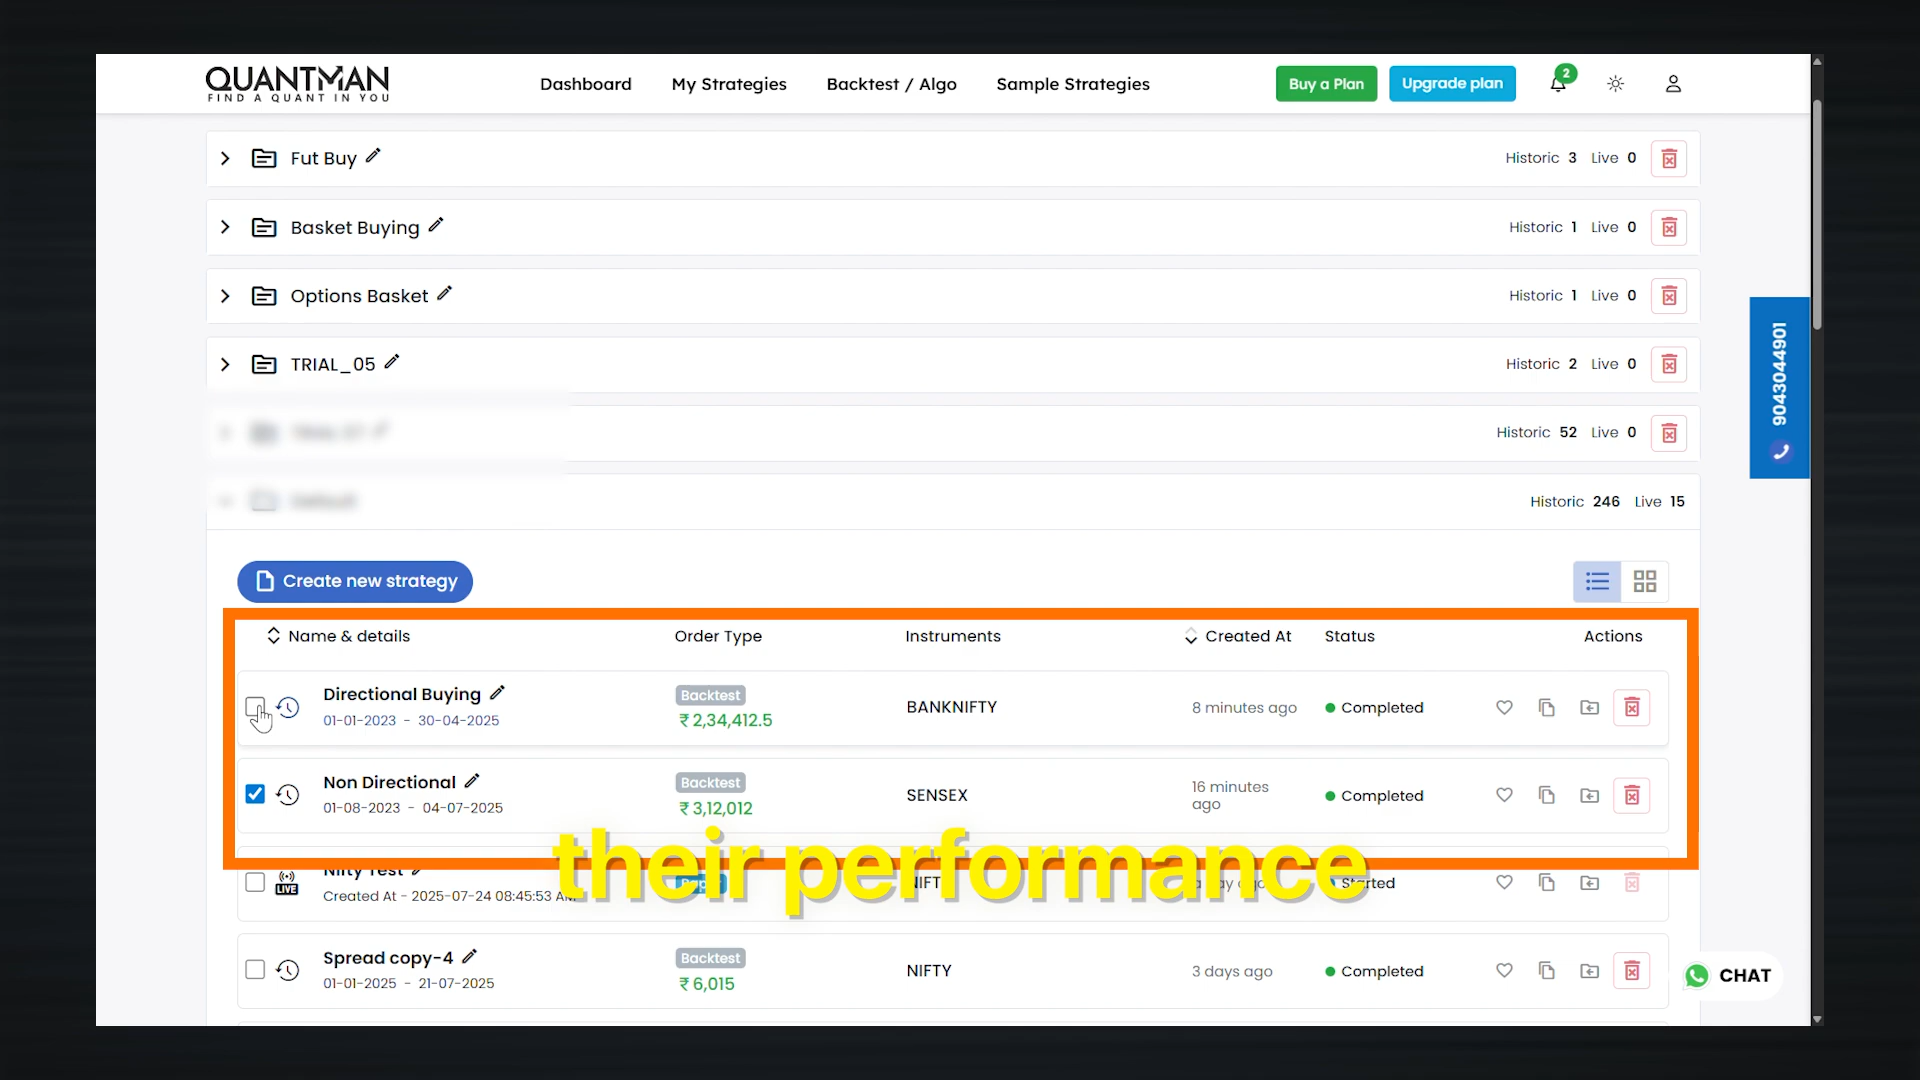 QUANTMAN
FIND A QUANT IN YOU
Dashboard My Strategies Backtest / Algo Sample Strategies Buy a Plan Upgrade plan 2
Fut Buy Historic 3 Live 0
Basket Buying Historic 1 Live 0
Options Basket Historic 1 Live 0
TRIAL_05 Historic 2 Live 0
Historic 52 Live 0
Historic 246 Live 15
9043044901
Create new strategy
Name & details Order Type Instruments Created At Status Actions
Directional Buying Backtest BANKNIFTY 8 minutes ago Completed
01-01-2023 - 30-04-2025 ₹ 2,34,412.5
Non Directional Backtest SENSEX 16 minutes ago Completed
01-08-2023 - 04-07-2025 ₹ 3,12,012
their performance
Nifty Test Started
LIVE Created At - 2025-07-24 08:45:53
Spread copy-4 Backtest NIFTY 3 days ago Completed
01-01-2025 - 21-07-2025 ₹ 6,015
CHAT